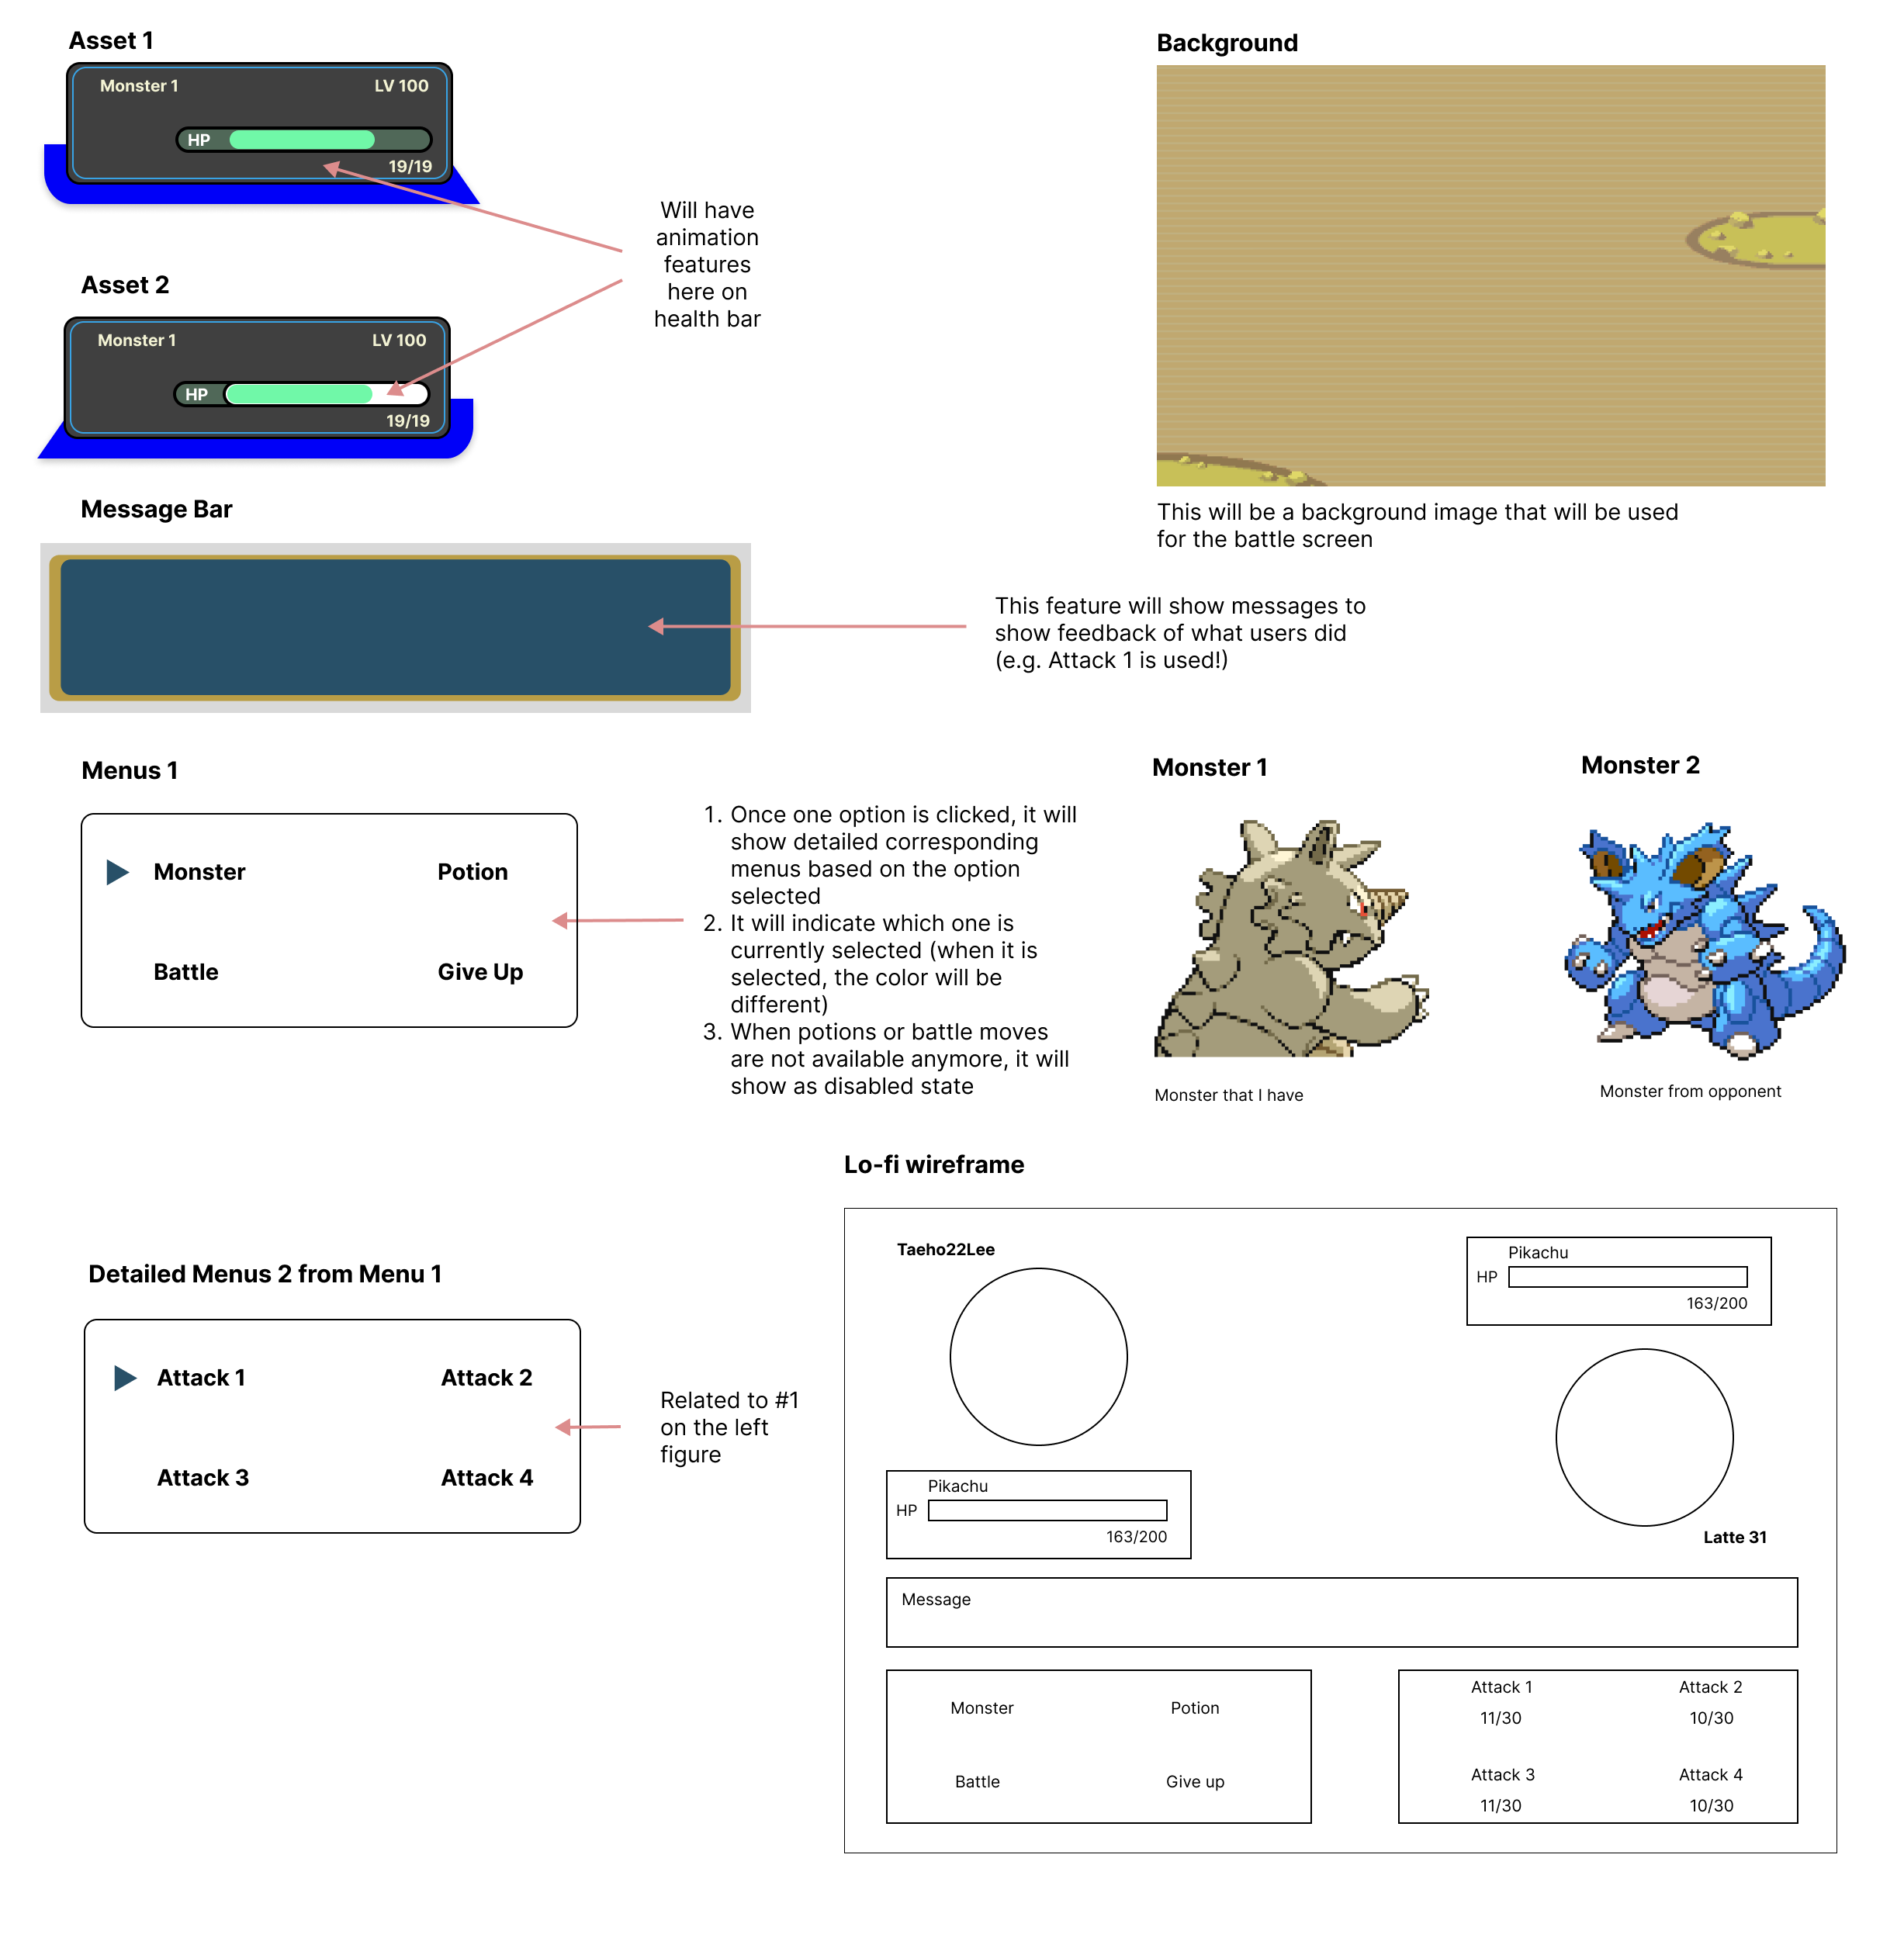 Asset 1
Monster 1
LV 100
HP
19/19
Will have
animation
features
here on
health bar
Asset 2
Monster 1
LV 100
HP
19/19
Background
This will be a background image that will be used
for the battle screen
Message Bar
This feature will show messages to
show feedback of what users did
(e.g. Attack 1 is used!)
Menus 1
Monster
Potion
Battle
Give Up
1. Once one option is clicked, it will
show detailed corresponding
menus based on the option
selected
2. It will indicate which one is
currently selected (when it is
selected, the color will be
different)
3. When potions or battle moves
are not available anymore, it will
show as disabled state
Monster 1
Monster that I have
Monster 2
Monster from opponent
Detailed Menus 2 from Menu 1
Attack 1
Attack 2
Attack 3
Attack 4
Related to #1
on the left
figure
Lo-fi wireframe
Taeho22Lee
Pikachu
HP
163/200
Pikachu
HP
163/200
Latte 31
Message
Monster
Potion
Battle
Give up
Attack 1
Attack 2
11/30
10/30
Attack 3
Attack 4
11/30
10/30